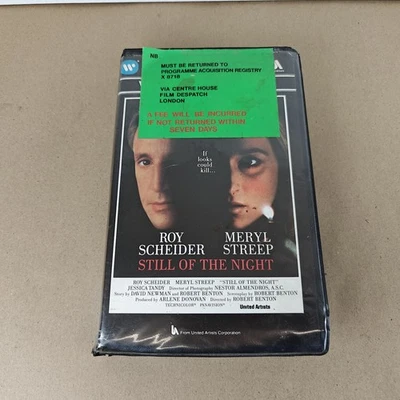 NB
MUST BE RETURNED TO
PROGRAMME ACQUISITION REGISTRY
X 8718
VIA CENTRE HOUSE
FILM DESPATCH
LONDON
A FEE WILL BE INCURRED
IF NOT RETURNED WITHIN
SEVEN DAYS
If
looks
could
kill...
ROY SCHEIDER
MERYL STREEP
STILL OF THE NIGHT
ROY SCHEIDER MERYL STREEP "STILL OF THE NIGHT"
JESSICA TANDY Director of Photography NESTOR ALMENDROS, A.S.C.
Story by DAVID NEWMAN and ROBERT BENTON Screenplay by ROBERT BENTON
Produced by ARLENE DONOVAN Directed by ROBERT BENTON
TECHNICOLOR
United Artists
From United Artists Corporation